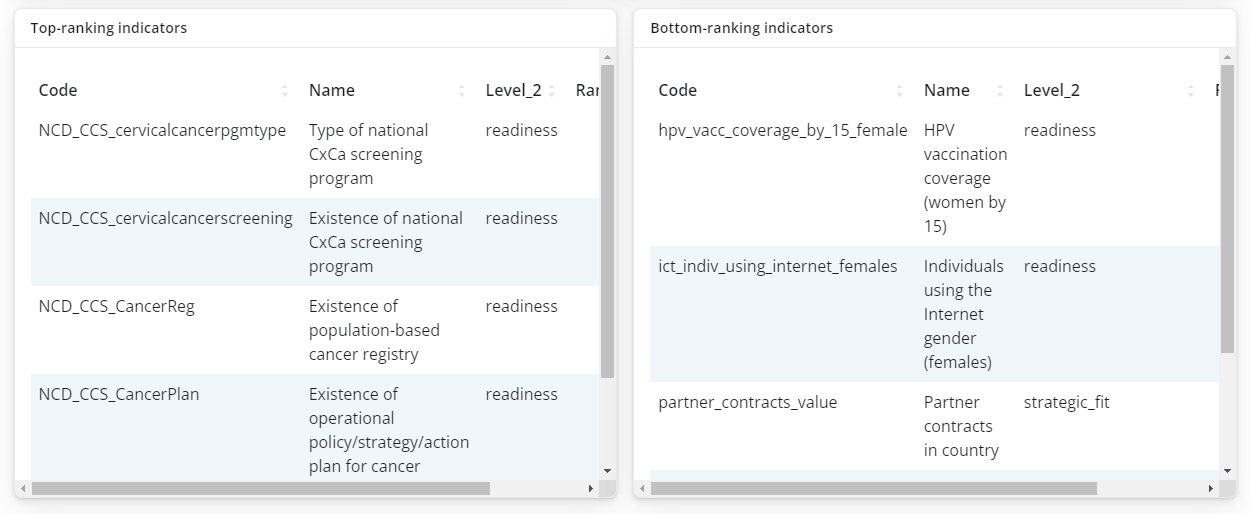 Top-ranking indicators
Code Name Level_2 Ran
NCD_CCS_cervicalcancerpgmtype Type of national readiness
CxCa screening
program
NCD_CCS_cervicalcancerscreening Existence of national readiness
CxCa screening
program
NCD_CCS_CancerReg Existence of readiness
population-based
cancer registry
NCD_CCS_CancerPlan Existence of readiness
operational
policy/strategy/action
plan for cancer
Bottom-ranking indicators
Code Name Level_2
hpv_vacc_coverage_by_15_female HPV readiness
vaccination
coverage
(women by
15)
ict_indiv_using_internet_females Individuals readiness
using the
Internet
gender
(females)
partner_contracts_value Partner strategic_fit
contracts
in country